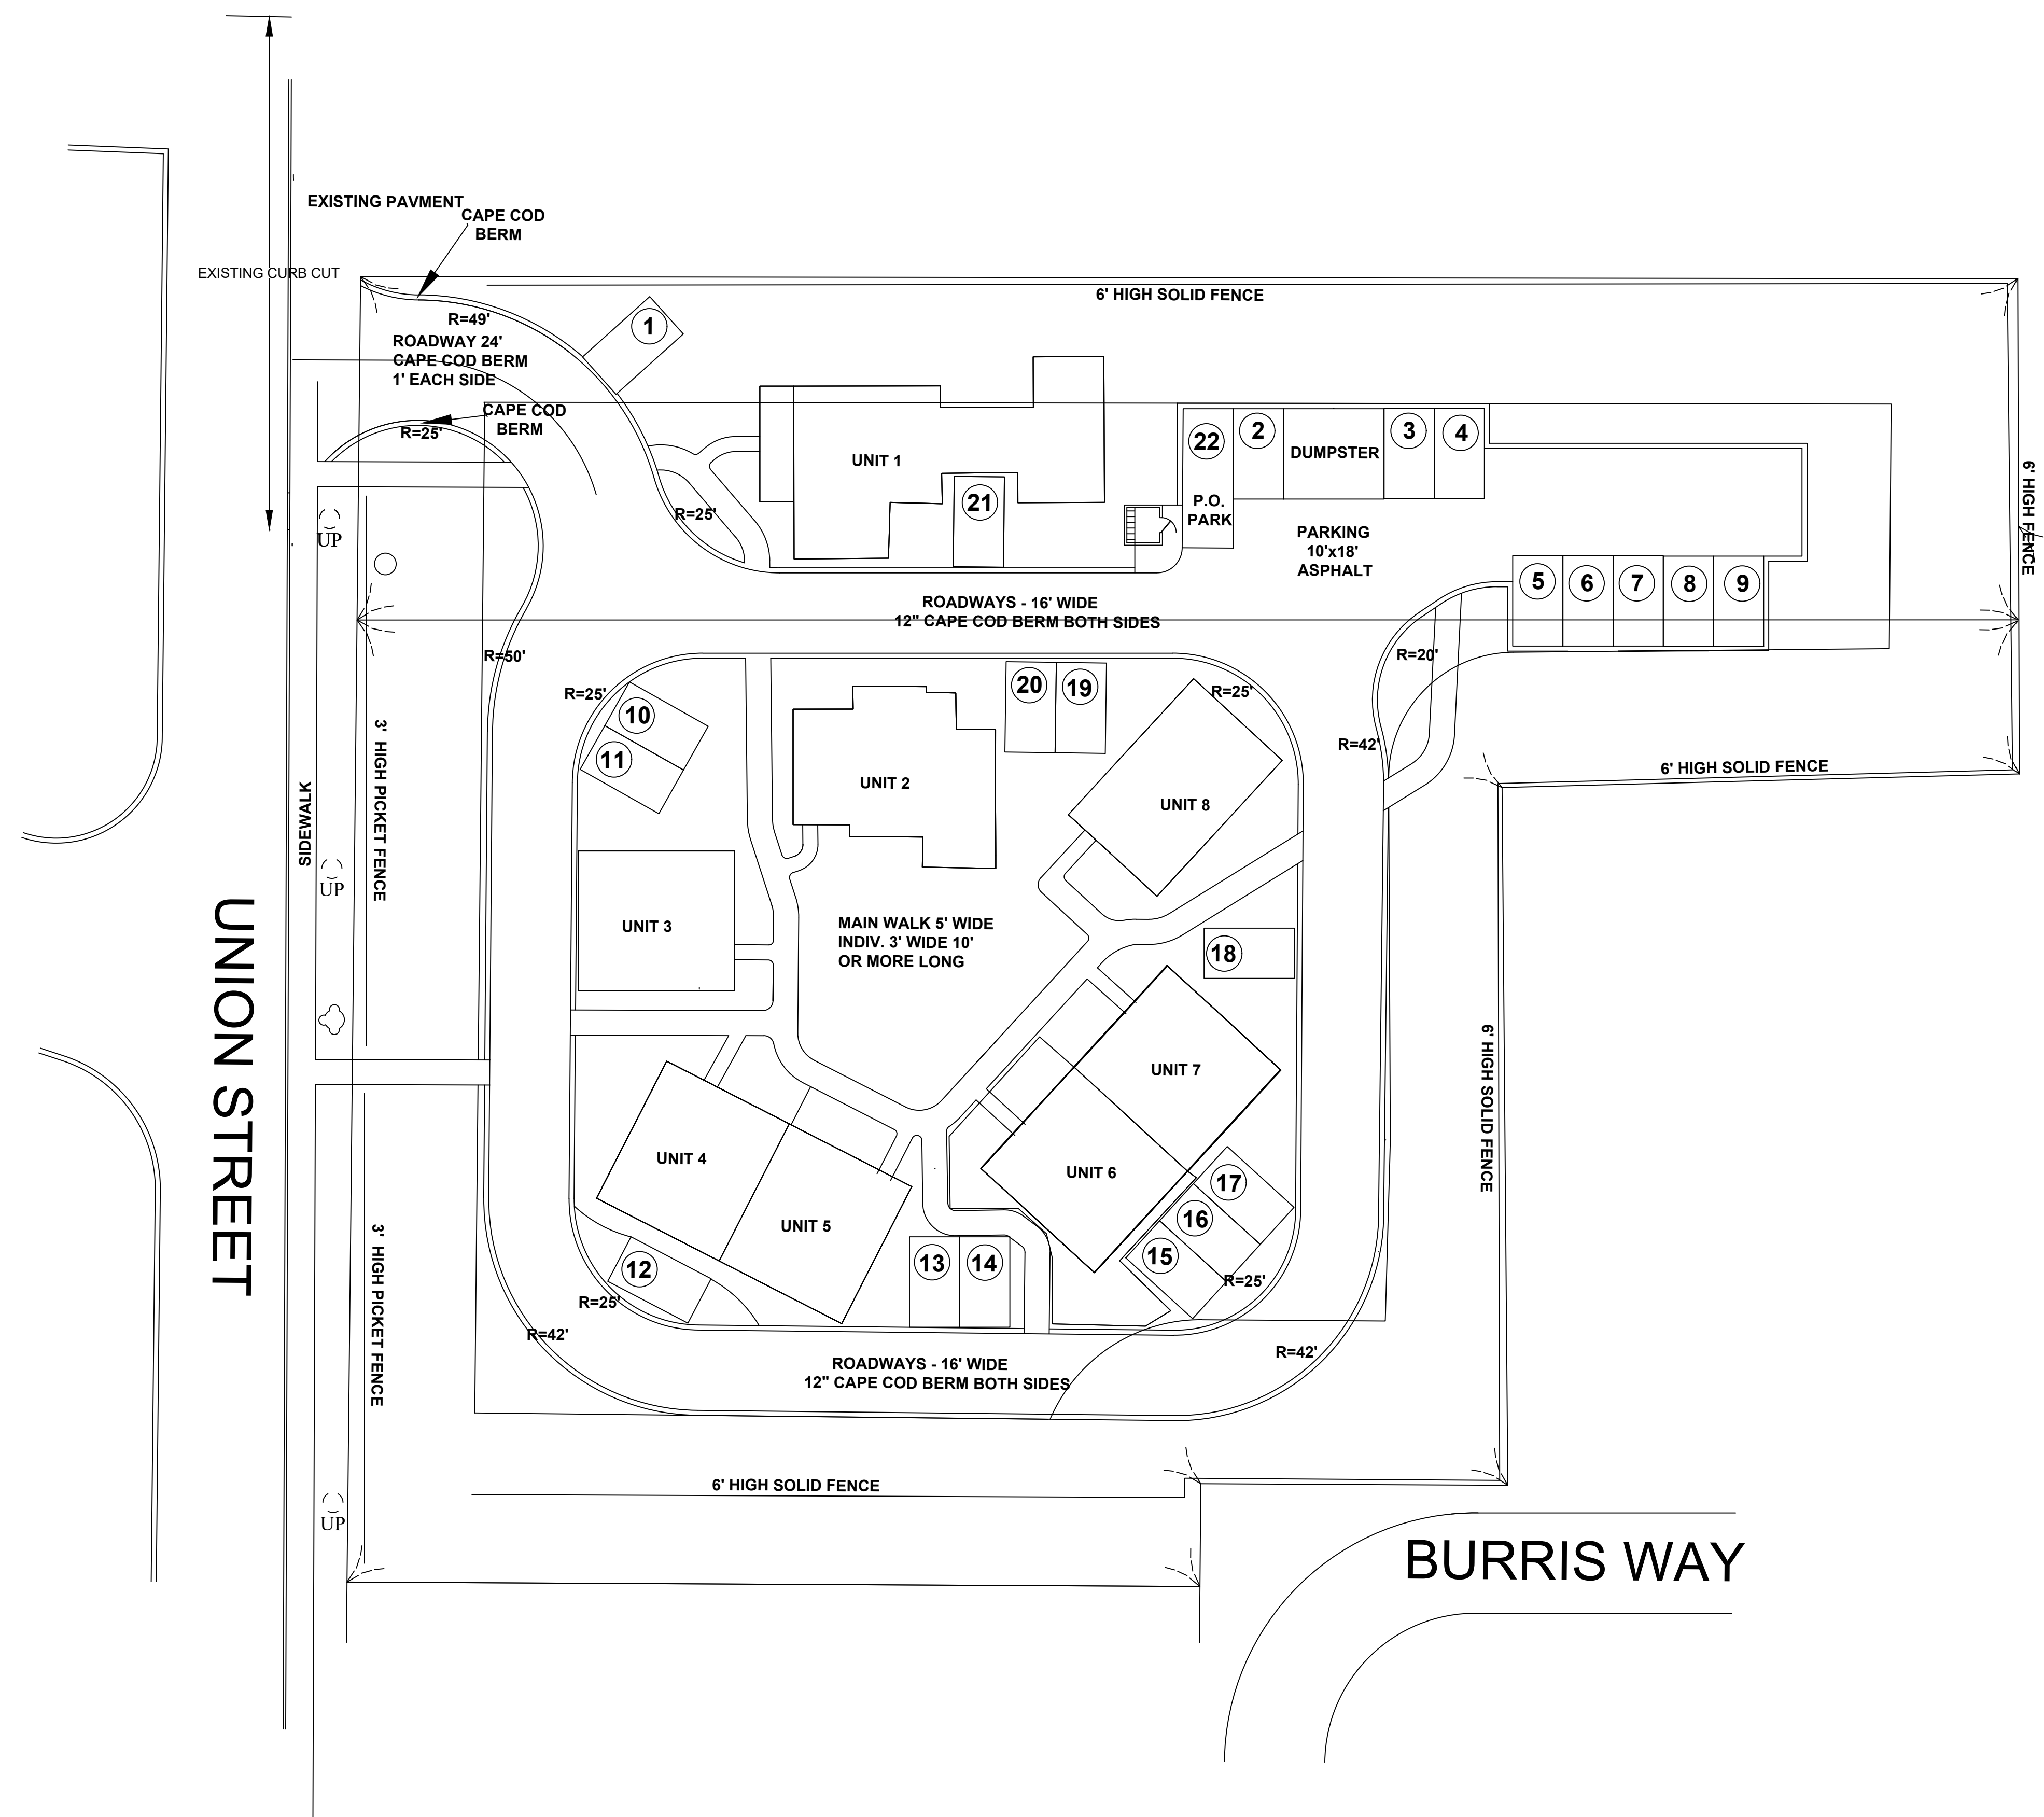 EXISTING PAVMENT
CAPE COD
BERM
EXISTING CURB CUT
6' HIGH SOLID FENCE
R=49'
1
ROADWAY 24'
CAPE COD BERM
1' EACH SIDE
CAPE COD
BERM
R=25'
UNIT 1
22
2
DUMPSTER
3
4
6' HIGH FENCE
21
P.O.
PARK
R=25'
UP
PARKING
10'x18'
ASPHALT
5
6
7
8
9
ROADWAYS - 16' WIDE
12" CAPE COD BERM BOTH SIDES
R=50'
R=20'
R=25'
10
20
19
R=25'
11
R=42'
3' HIGH PICKET FENCE
UNIT 2
UNIT 8
6' HIGH SOLID FENCE
SIDEWALK
UP
UNIT 3
MAIN WALK 5' WIDE
INDIV. 3' WIDE 10'
OR MORE LONG
18
UNION STREET
UNIT 7
6' HIGH SOLID FENCE
UNIT 4
UNIT 6
17
UNIT 5
16
15
12
13
14
R=25'
R=25'
3' HIGH PICKET FENCE
R=42'
R=42'
ROADWAYS - 16' WIDE
12" CAPE COD BERM BOTH SIDES
6' HIGH SOLID FENCE
UP
BURRIS WAY